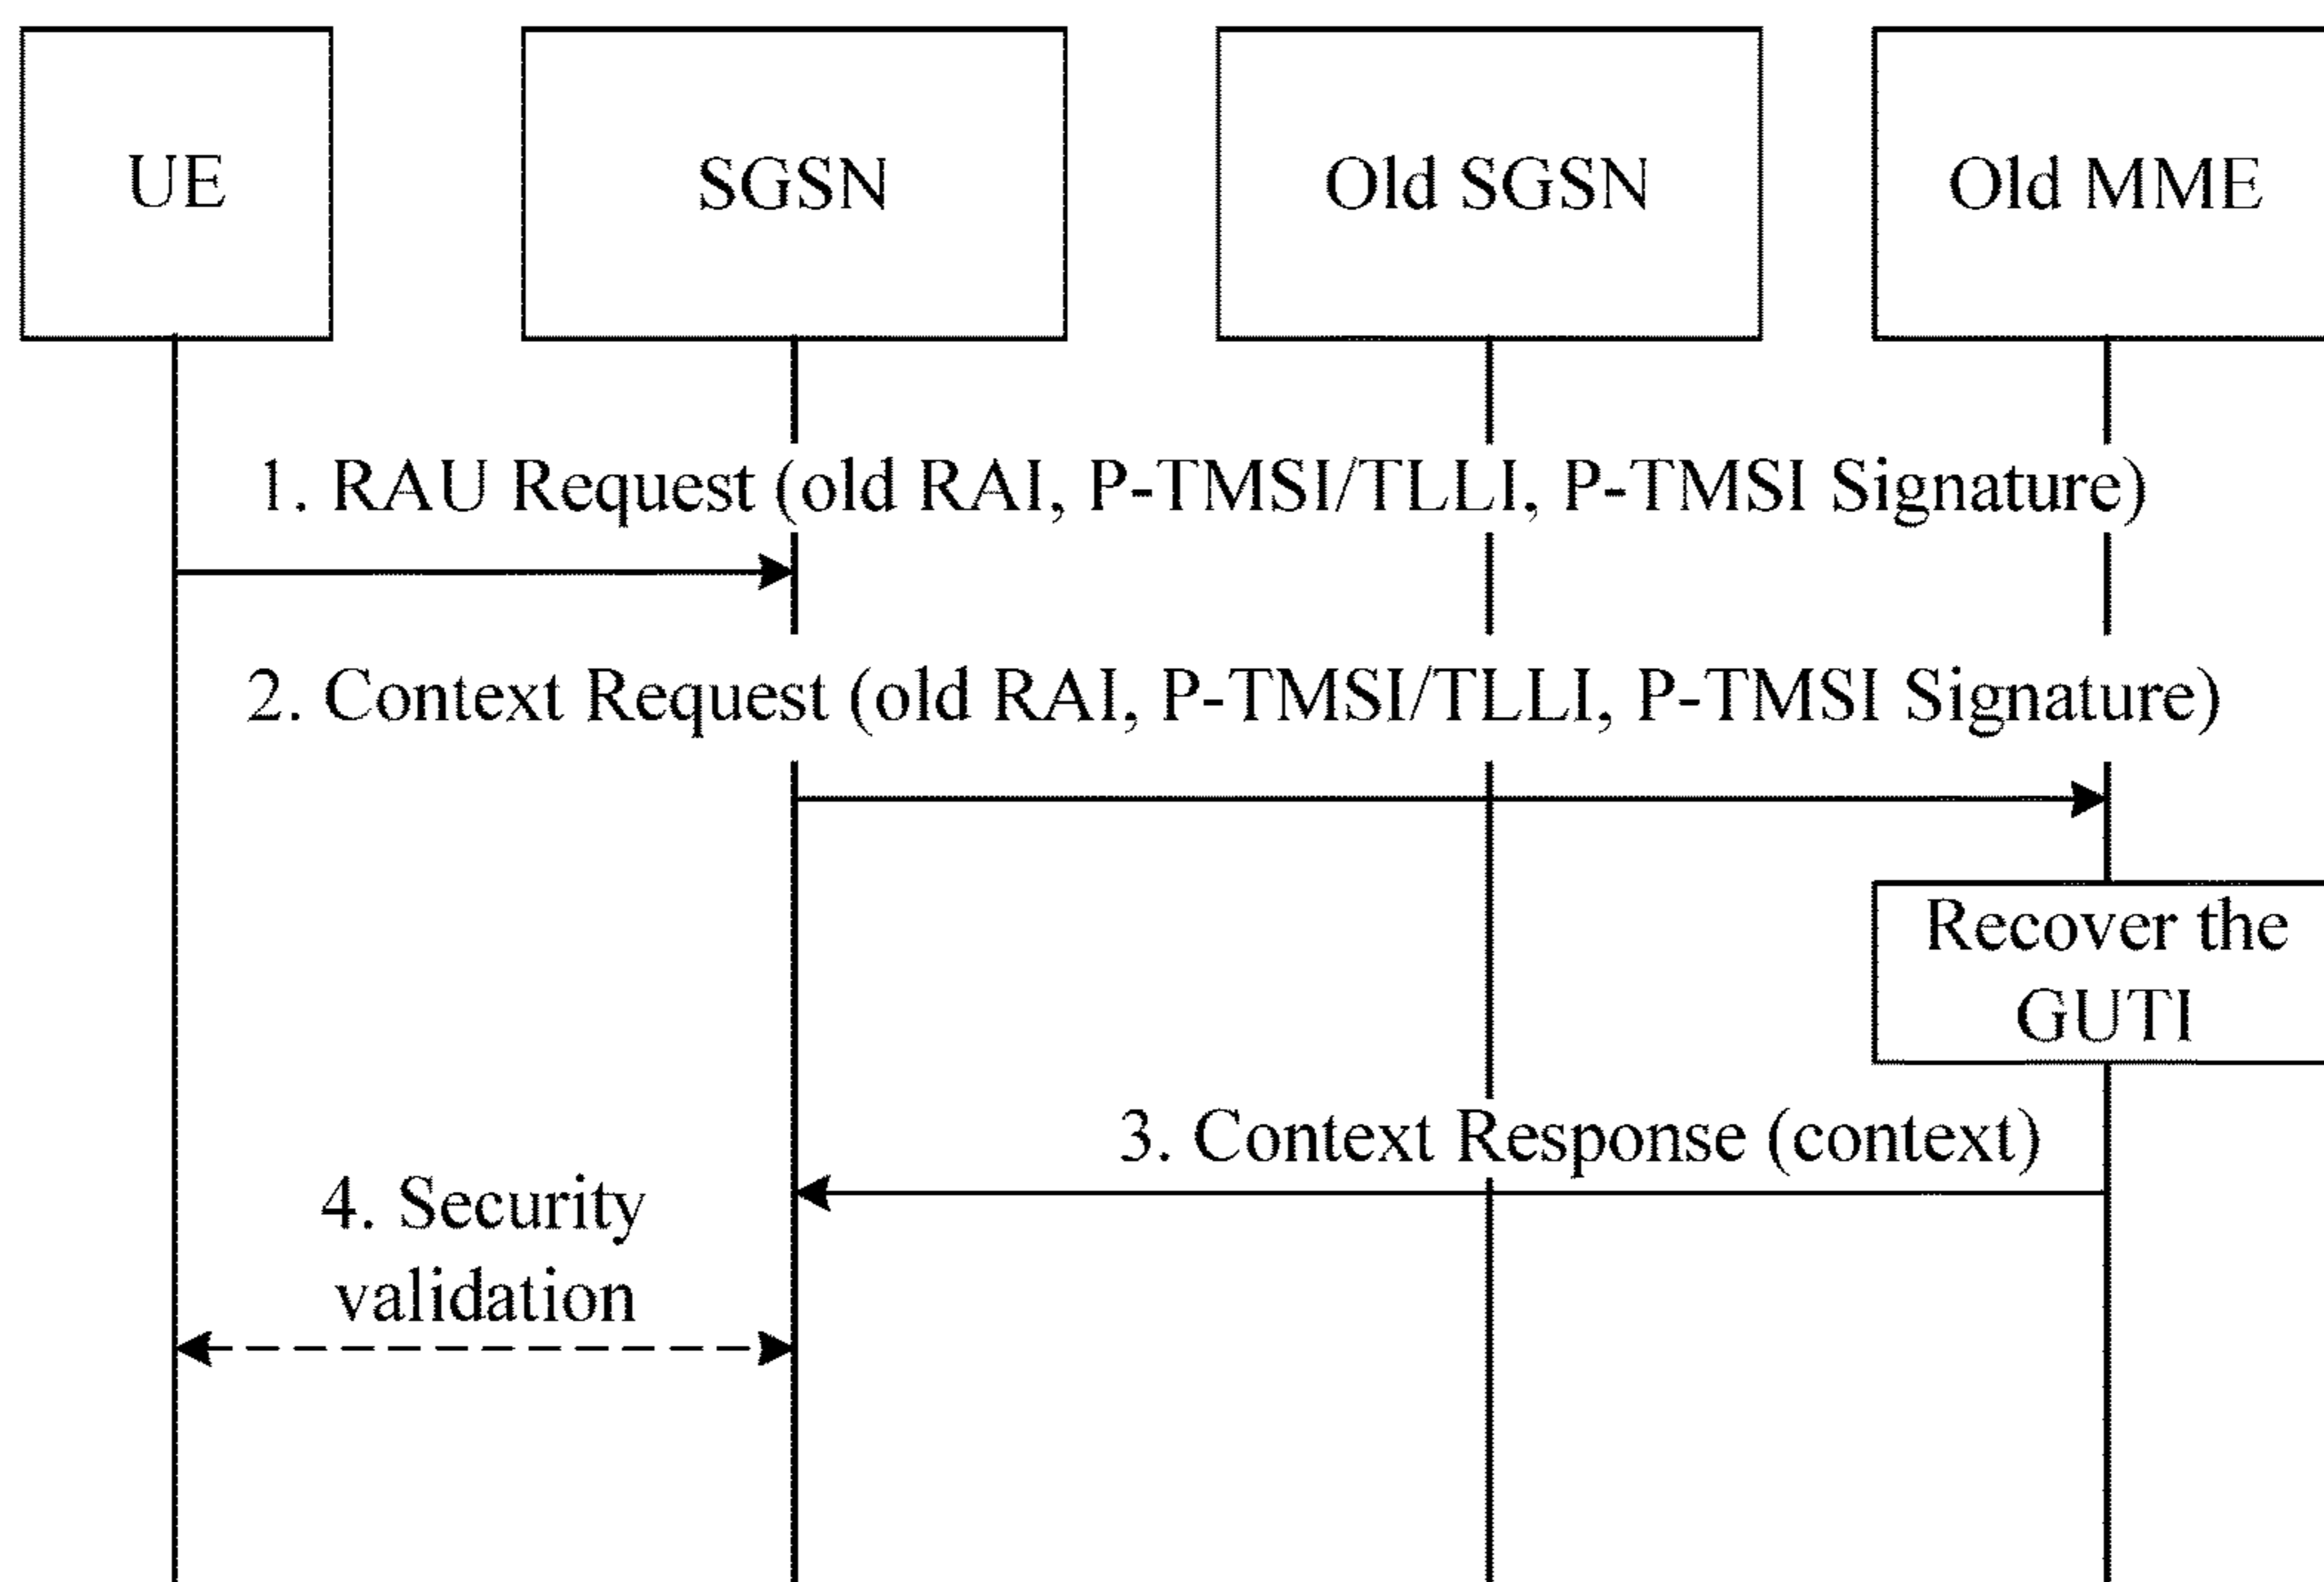 UE
SGSN
Old SGSN
Old MME
1. RAU Request (old RAI, P-TMSI/TLLI, P-TMSI Signature)
2. Context Request (old RAI, P-TMSI/TLLI, P-TMSI Signature)
Recover the
GUTI
3. Context Response (context)
4. Security
validation